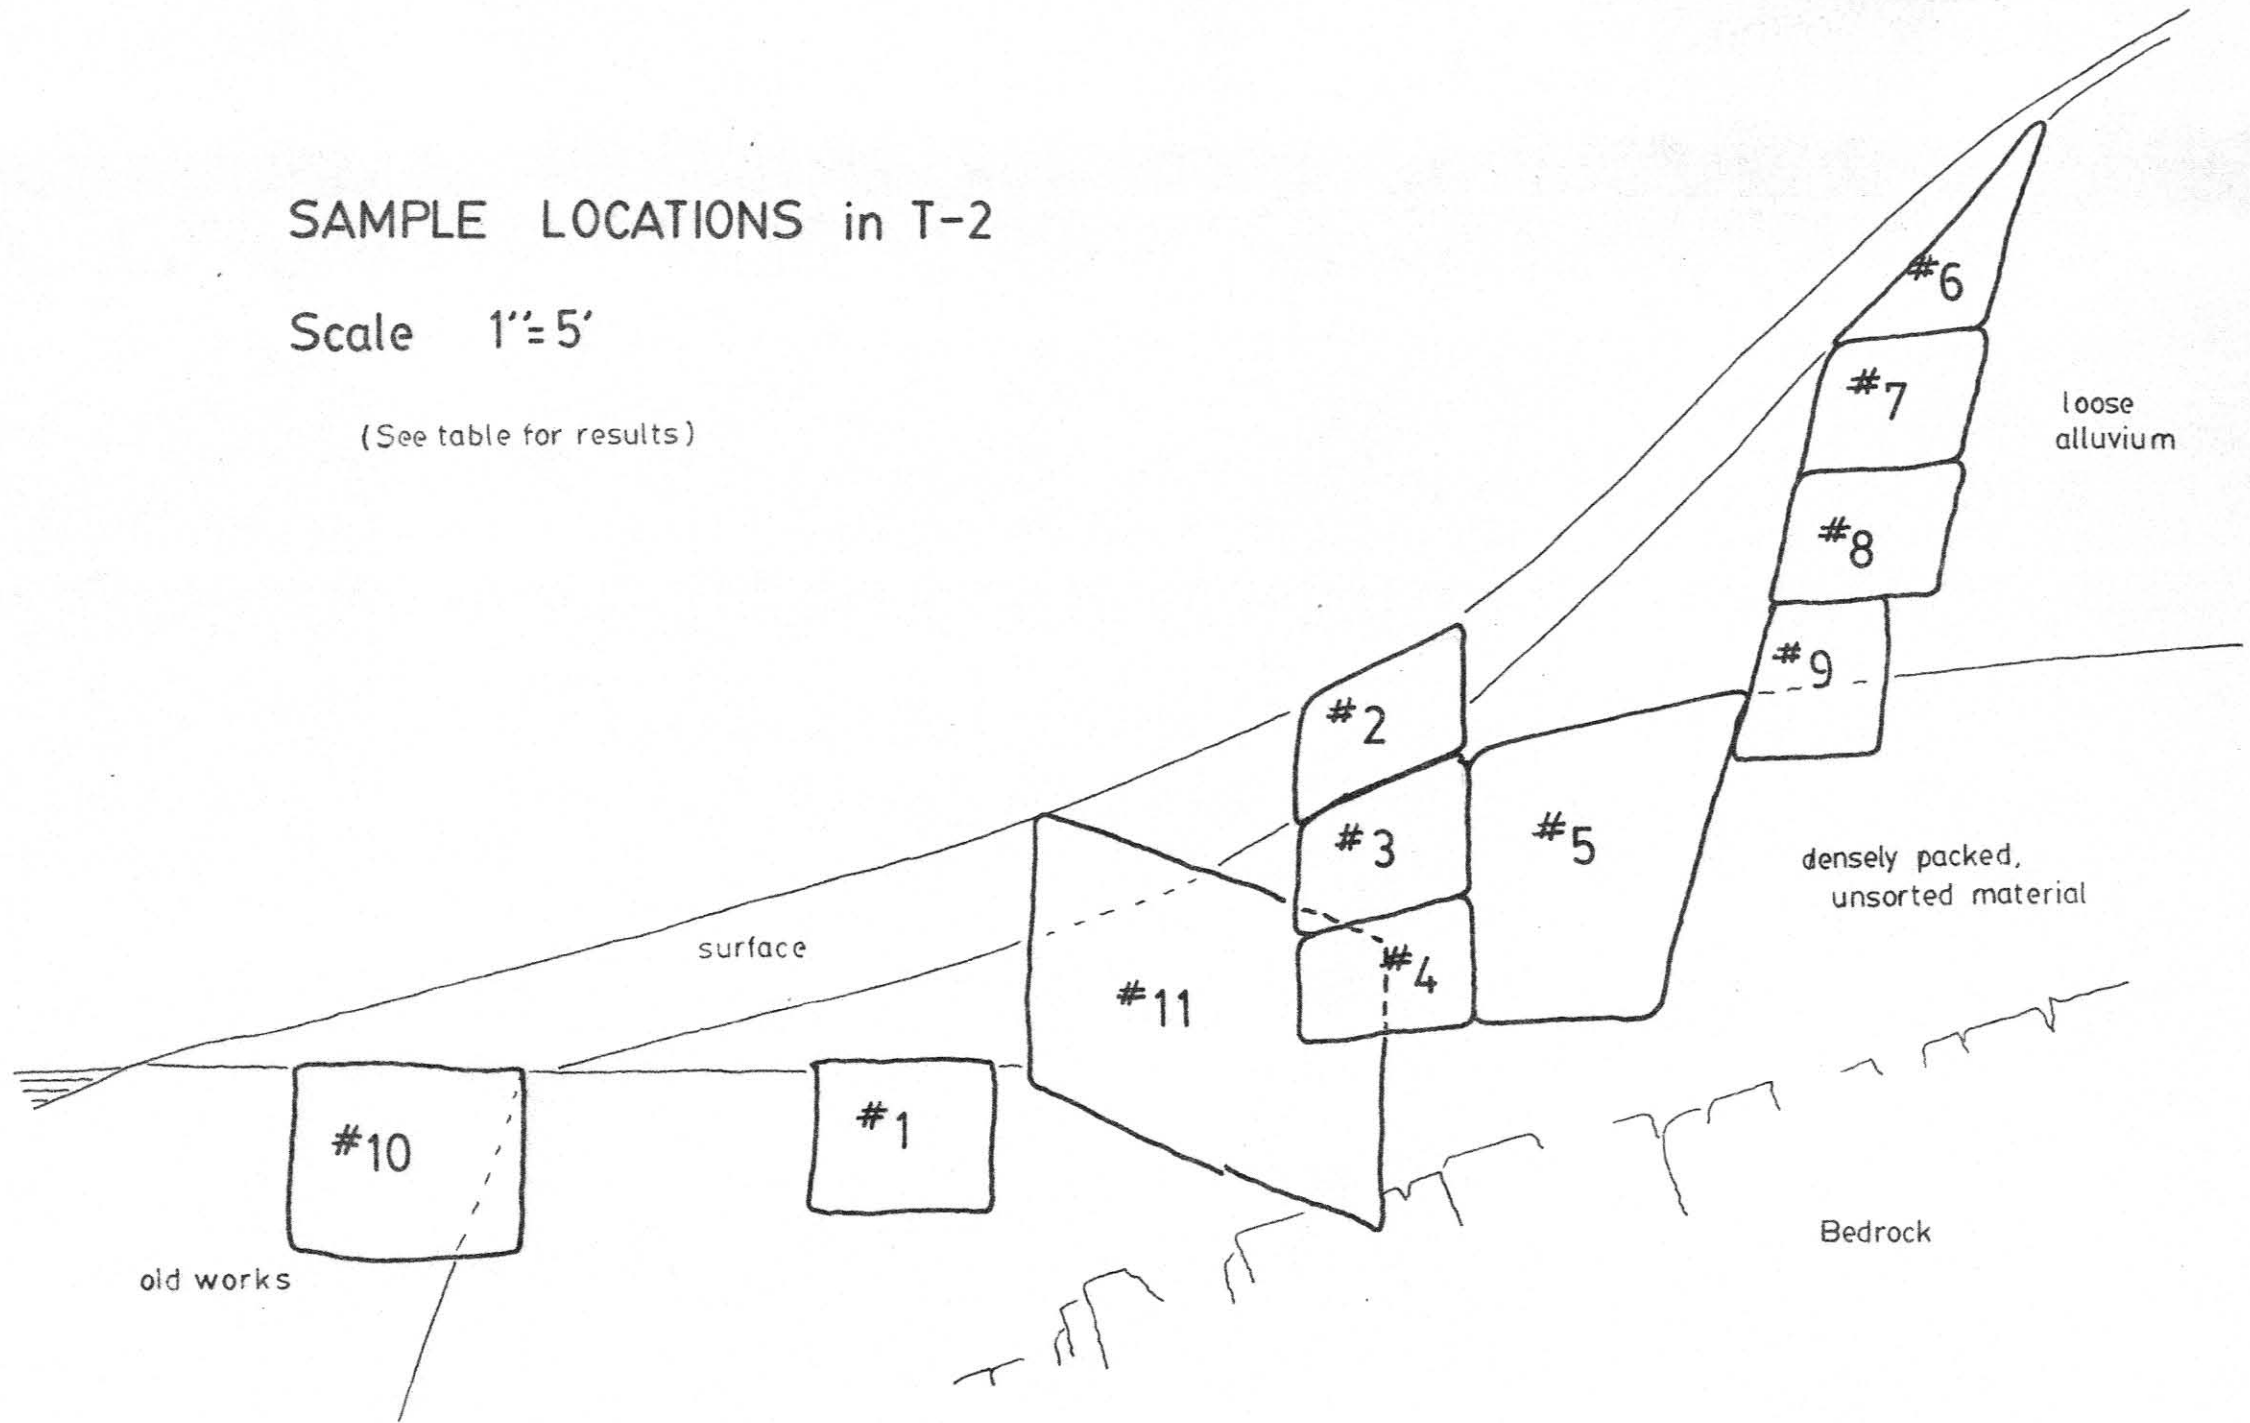 SAMPLE LOCATIONS in T-2
Scale 1"=5'
(See table for results)
#6
#7
loose
alluvium
#8
#9
#2
#3
#5
densely packed,
unsorted material
surface
#4
#11
#10
#1
Bedrock
old works